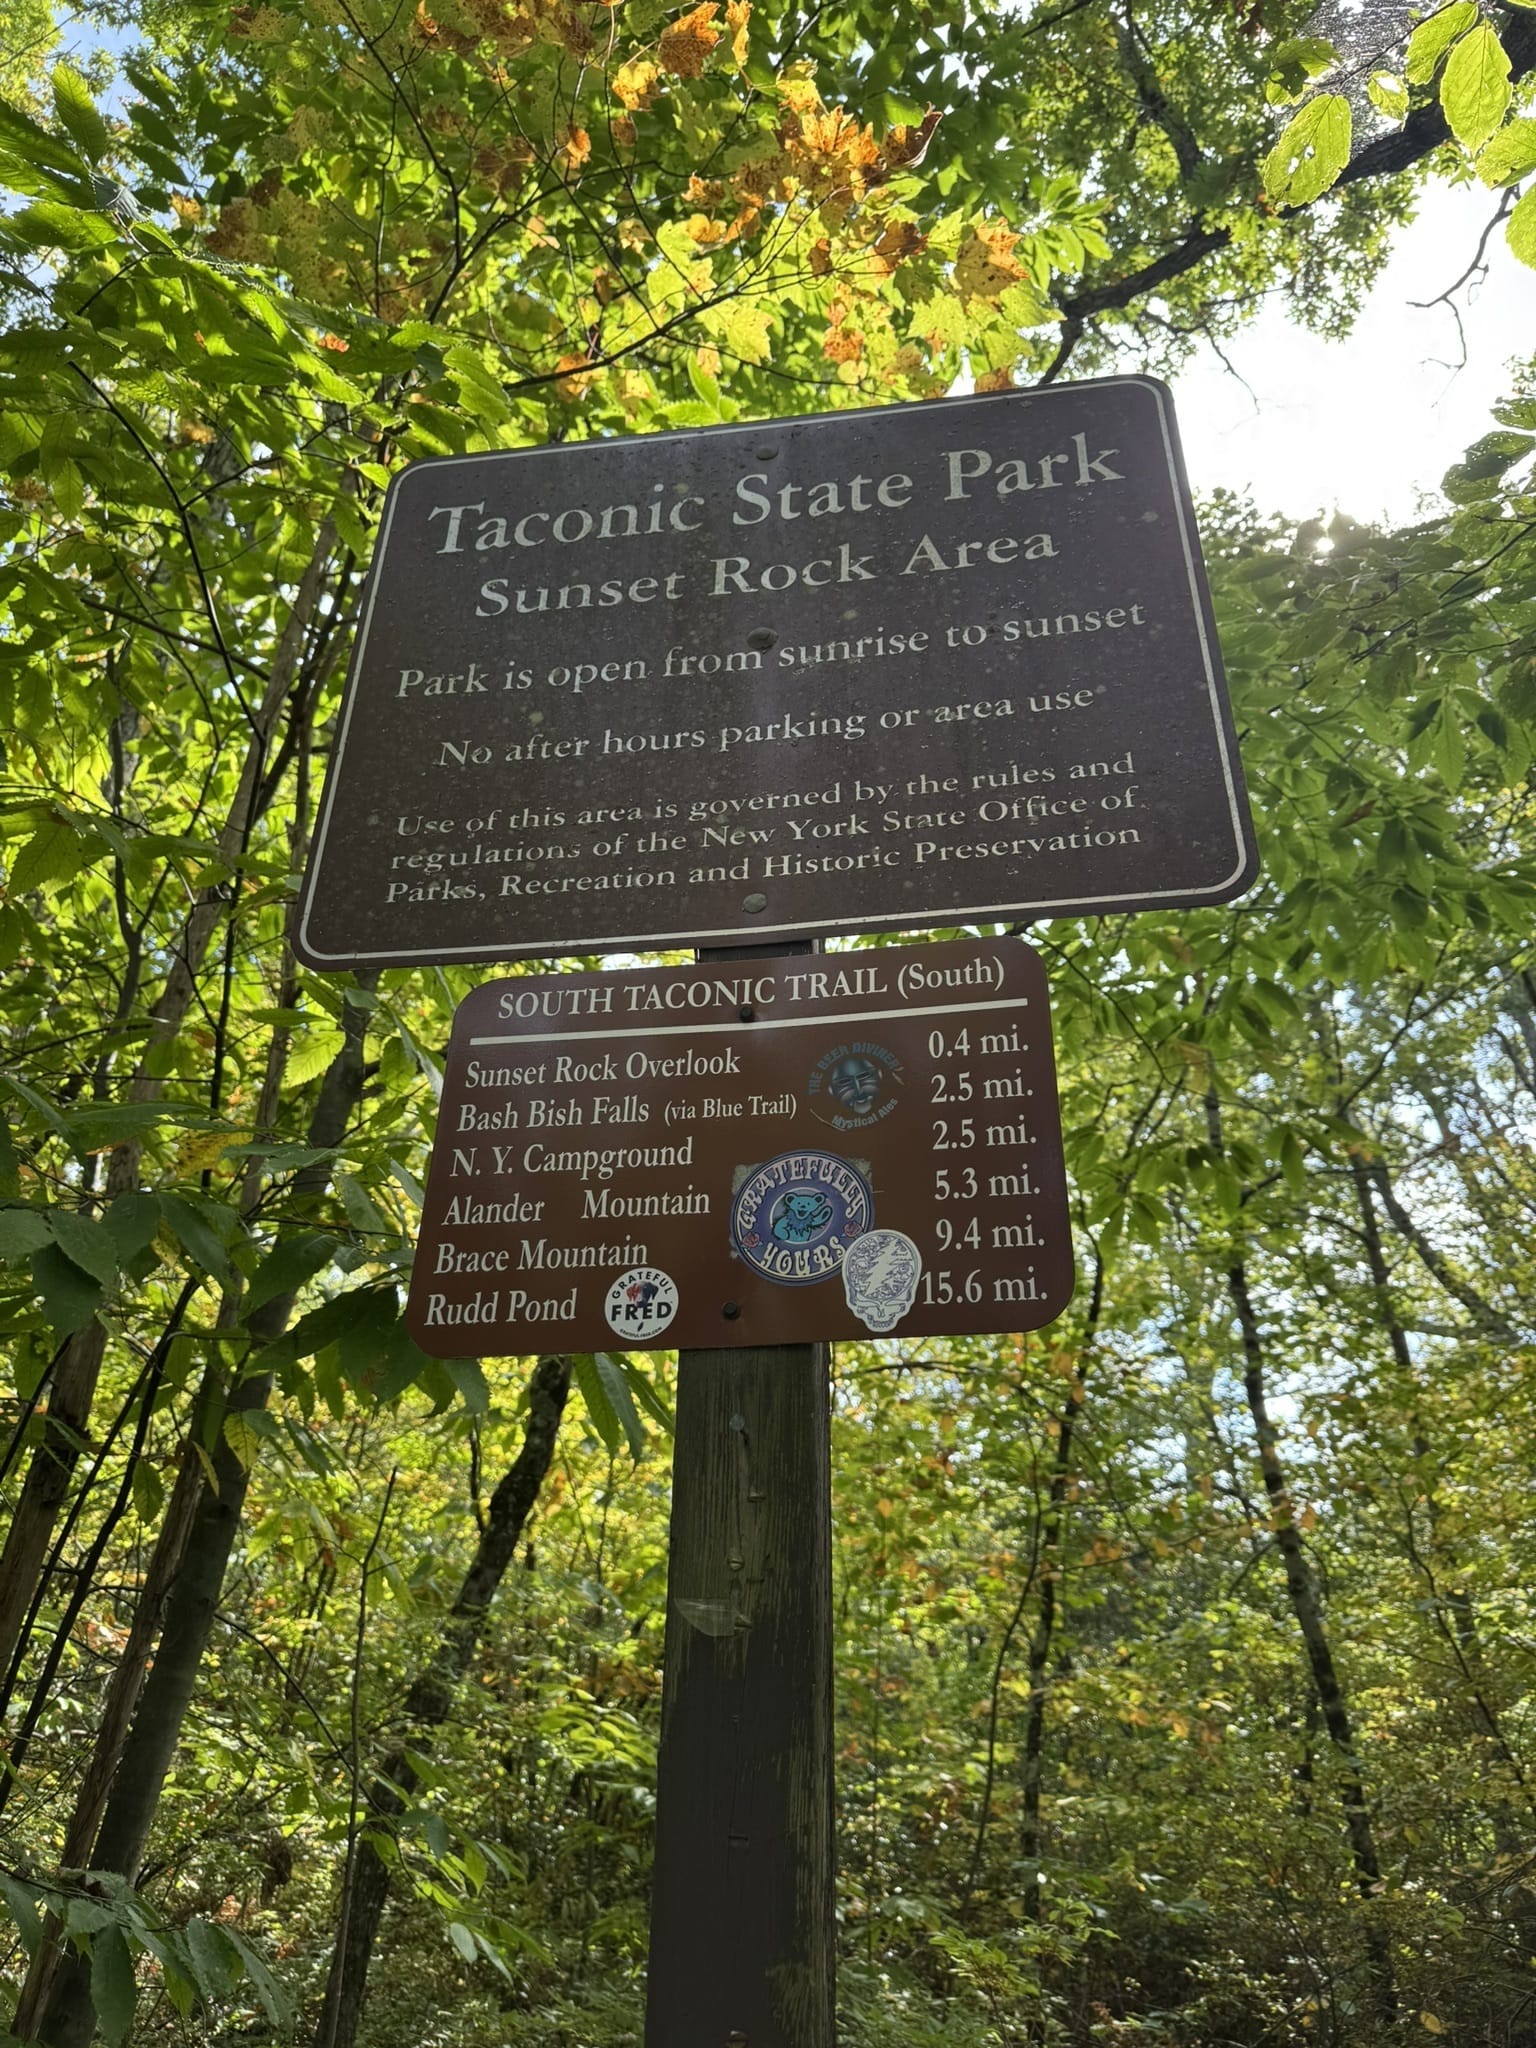 Taconic State Park
Sunset Rock Area
Park is open from sunrise to sunset
No after hours parking or area use
Use of this area is governed by the rules and
regulations of the New York State Office of
Parks, Recreation and Historic Preservation
SOUTH TACONIC TRAIL (South)
Sunset Rock Overlook 0.4 mi.
Bash Bish Falls (via Blue Trail) 2.5 mi.
N. Y. Campground 2.5 mi.
Alander Mountain 5.3 mi.
Brace Mountain 9.4 mi.
Rudd Pond 15.6 mi.
THE BEER DIVINER!
Mystical Ales
GRATEFULLY
YOURS
GRATEFUL
FRED